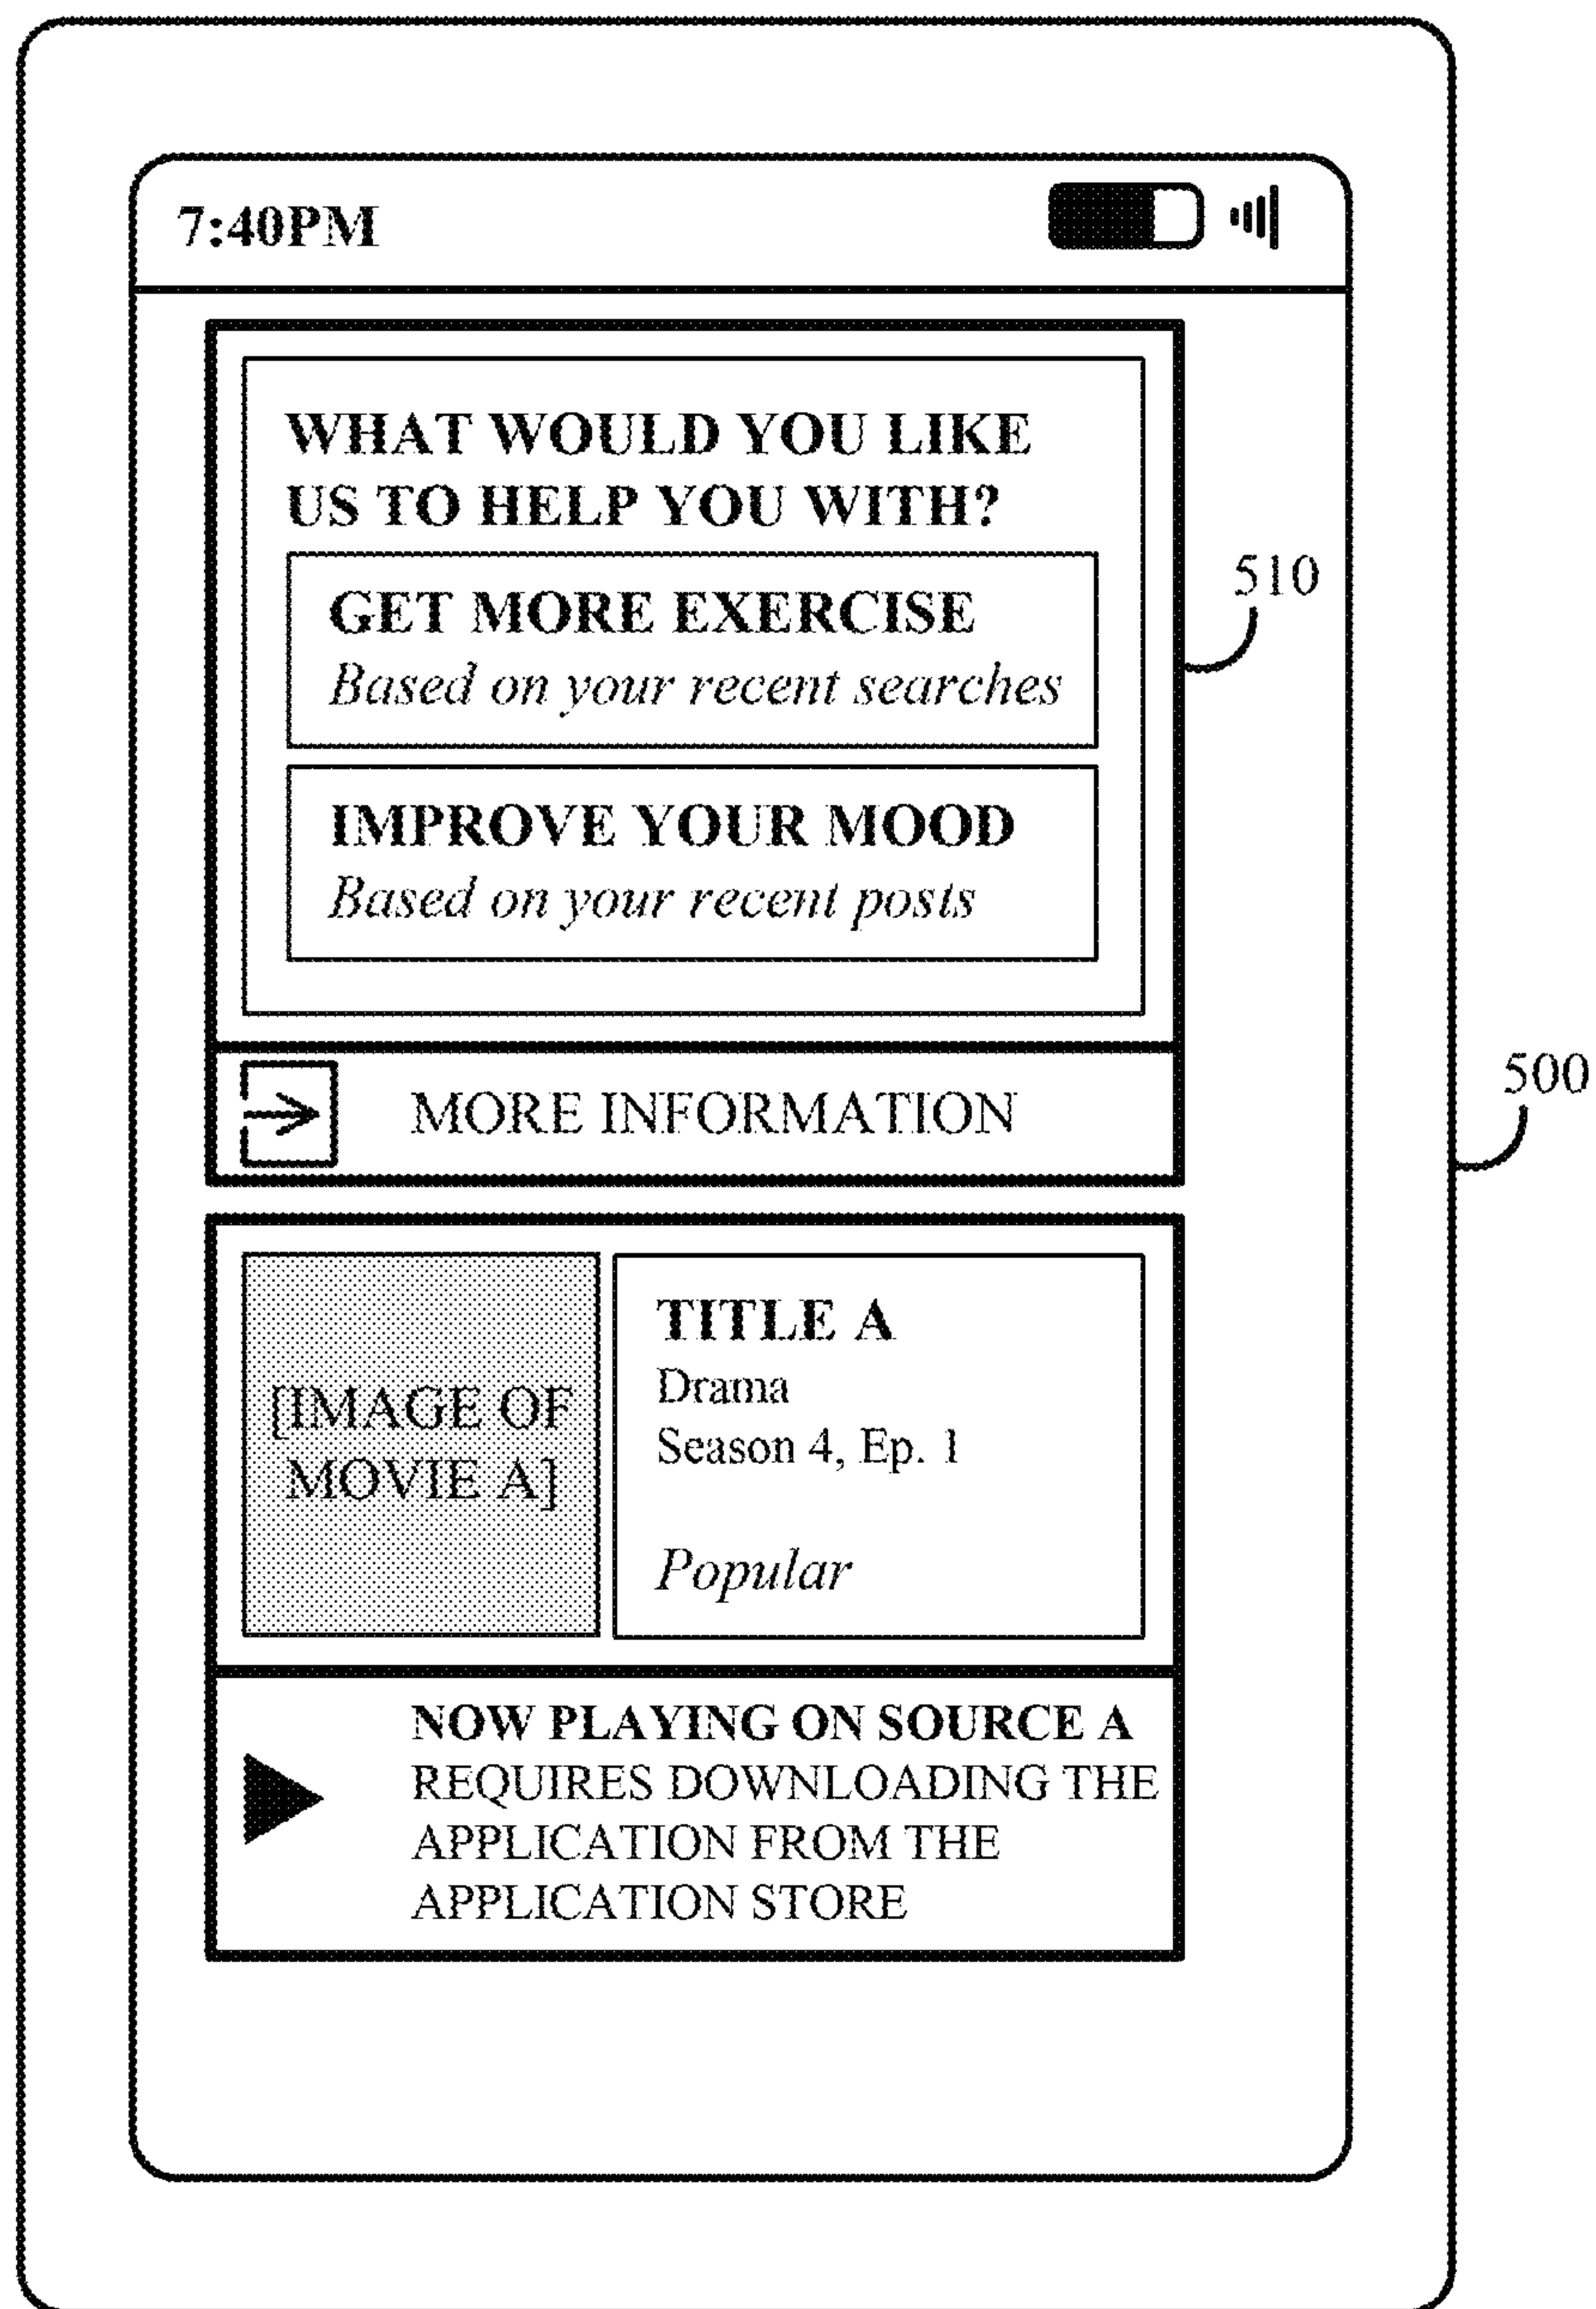 7:40PM
WHAT WOULD YOU LIKE
US TO HELP YOU WITH?
GET MORE EXERCISE
Based on your recent searches
510
IMPROVE YOUR MOOD
Based on your recent posts
MORE INFORMATION
500
[IMAGE OF
MOVIE A]
TITLE A
Drama
Season 4, Ep. 1
Popular
NOW PLAYING ON SOURCE A
REQUIRES DOWNLOADING THE
APPLICATION FROM THE
APPLICATION STORE